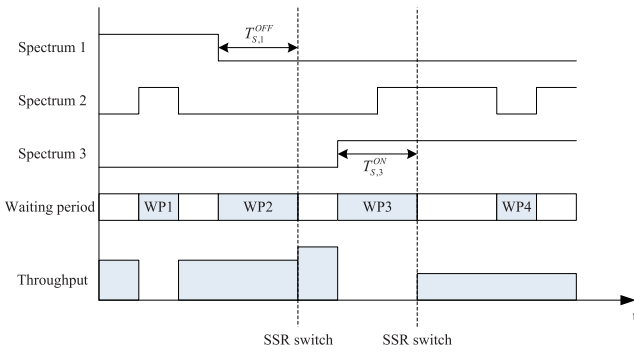 Spectrum 1
T_{S,1}^{OFF}
Spectrum 2
Spectrum 3
T_{S,3}^{ON}
Waiting period WP1 WP2 WP3 WP4
Throughput
t
SSR switch SSR switch